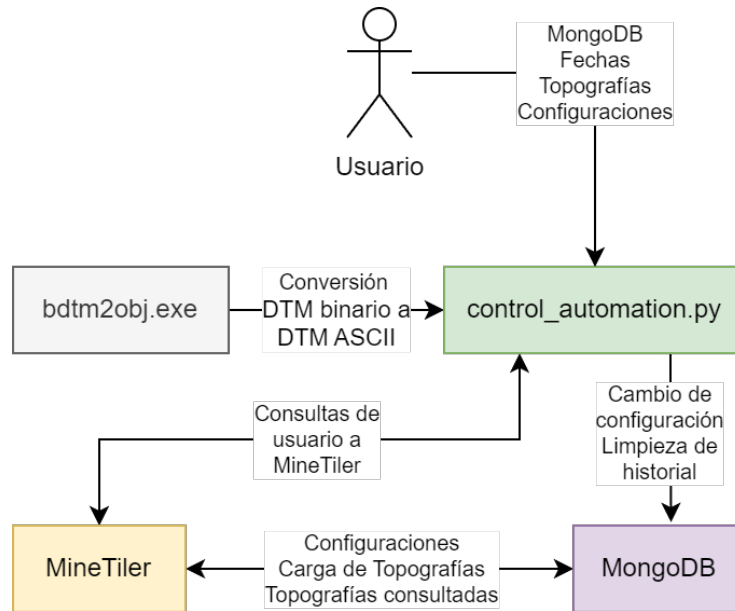 MongoDB
Fechas
Topografías
Configuraciones
Usuario
bdtm2obj.exe
Conversión
DTM binario a
DTM ASCII
control_automation.py
Consultas de
usuario a
MineTiler
Cambio de
configuración
Limpieza de
historial
MineTiler
Configuraciones
Carga de Topografías
Topografías consultadas
MongoDB